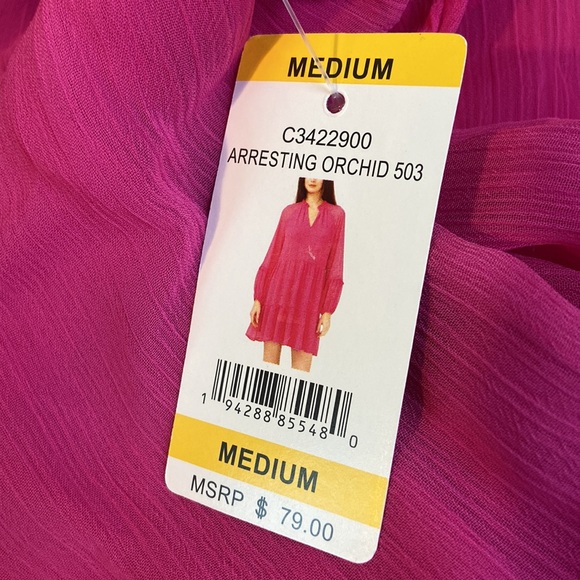 MEDIUM
C3422900
ARRESTING ORCHID 503
1 94288 85548 0
MEDIUM
MSRP $ 79.00